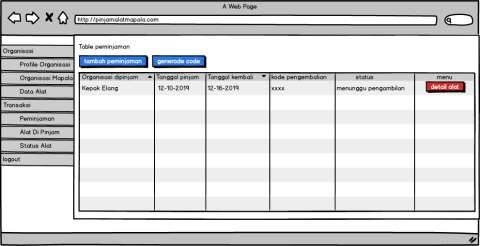 A Web Page
http://pinjamalatmapala.com
Organisasi
Profile Organisasi
Organisasi Mapala
Data Alat
Transaksi
Peminjaman
Alat Di Pinjam
Status Alat
logout
Table peminjaman
tambah peminjaman generade code
Organisasi dipinjam Tanggal pinjam Tanggal kembali kode pengembalian status menu
Kepak Elang 12-10-2019 12-16-2019 xxxx menunggu pengambilan detail alat